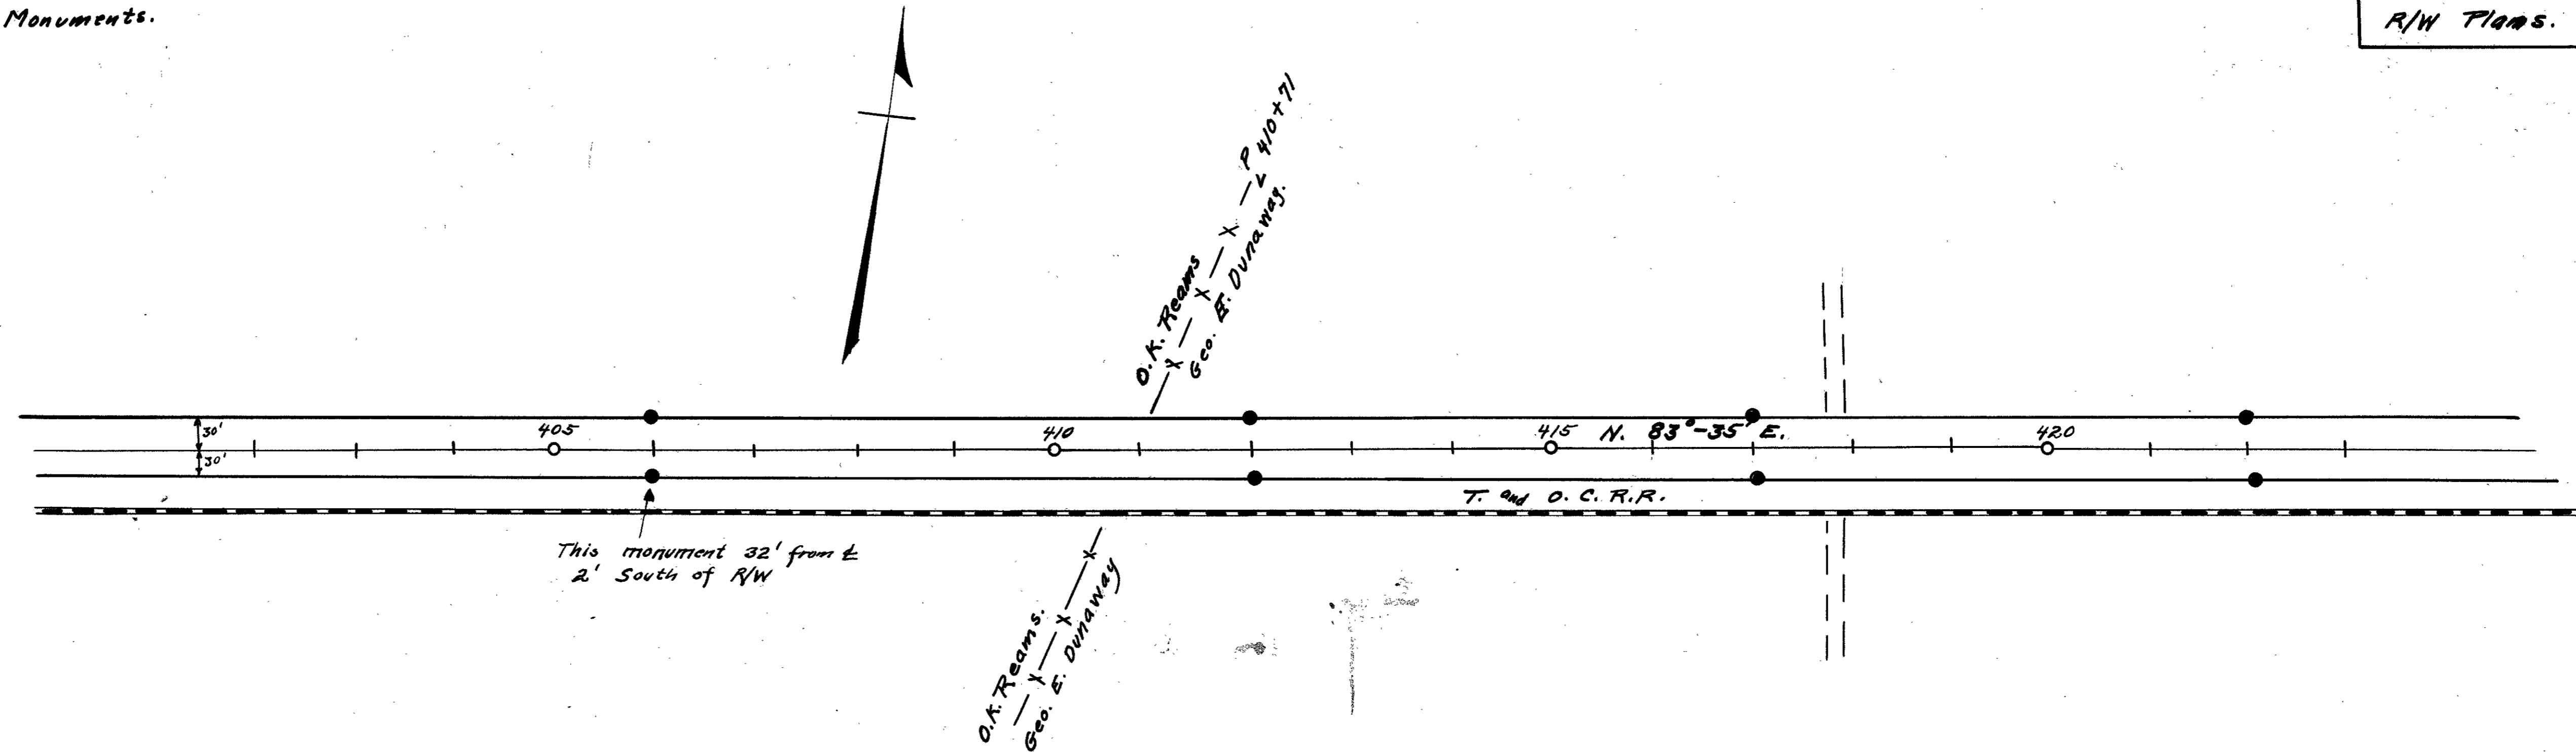 Monuments.
R/W Plans.
P
L 410+71
O.K. Reams
Geo. E. Dunaway.
30'
30'
405
410
415
N. 83°-35' E.
420
T. and O. C. R.R.
This monument 32' from ℄
2' South of R/W
O.K. Reams.
Geo. E. Dunaway